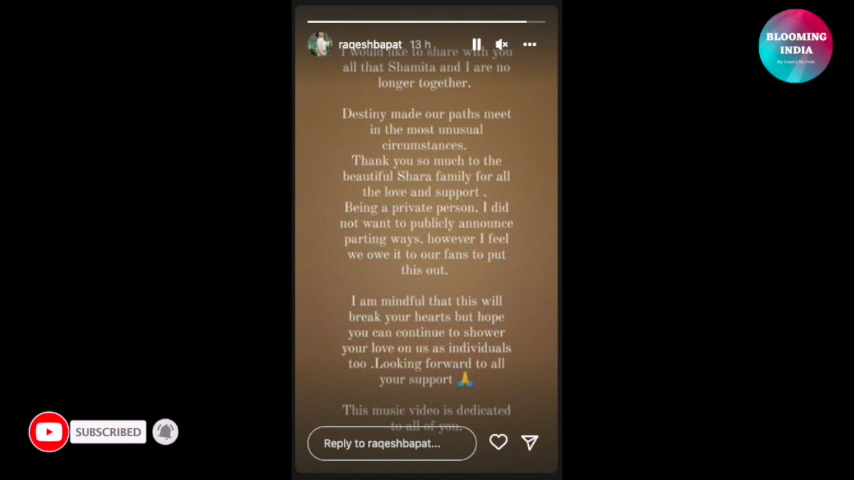 raqeshbapat 13 h
I would like to share with you
all that Shamita and I are no
longer together.
Destiny made our paths meet
in the most unusual
circumstances.
Thank you so much to the
beautiful Shara family for all
the love and support .
Being a private person, I did
not want to publicly announce
parting ways, however I feel
we owe it to our fans to put
this out.
I am mindful that this will
break your hearts but hope
you can continue to shower
your love on us as individuals
too .Looking forward to all
your support 🙏
This music video is dedicated
to all of you.
Reply to raqeshbapat...
BLOOMING
INDIA
My Country My Pride
SUBSCRIBED